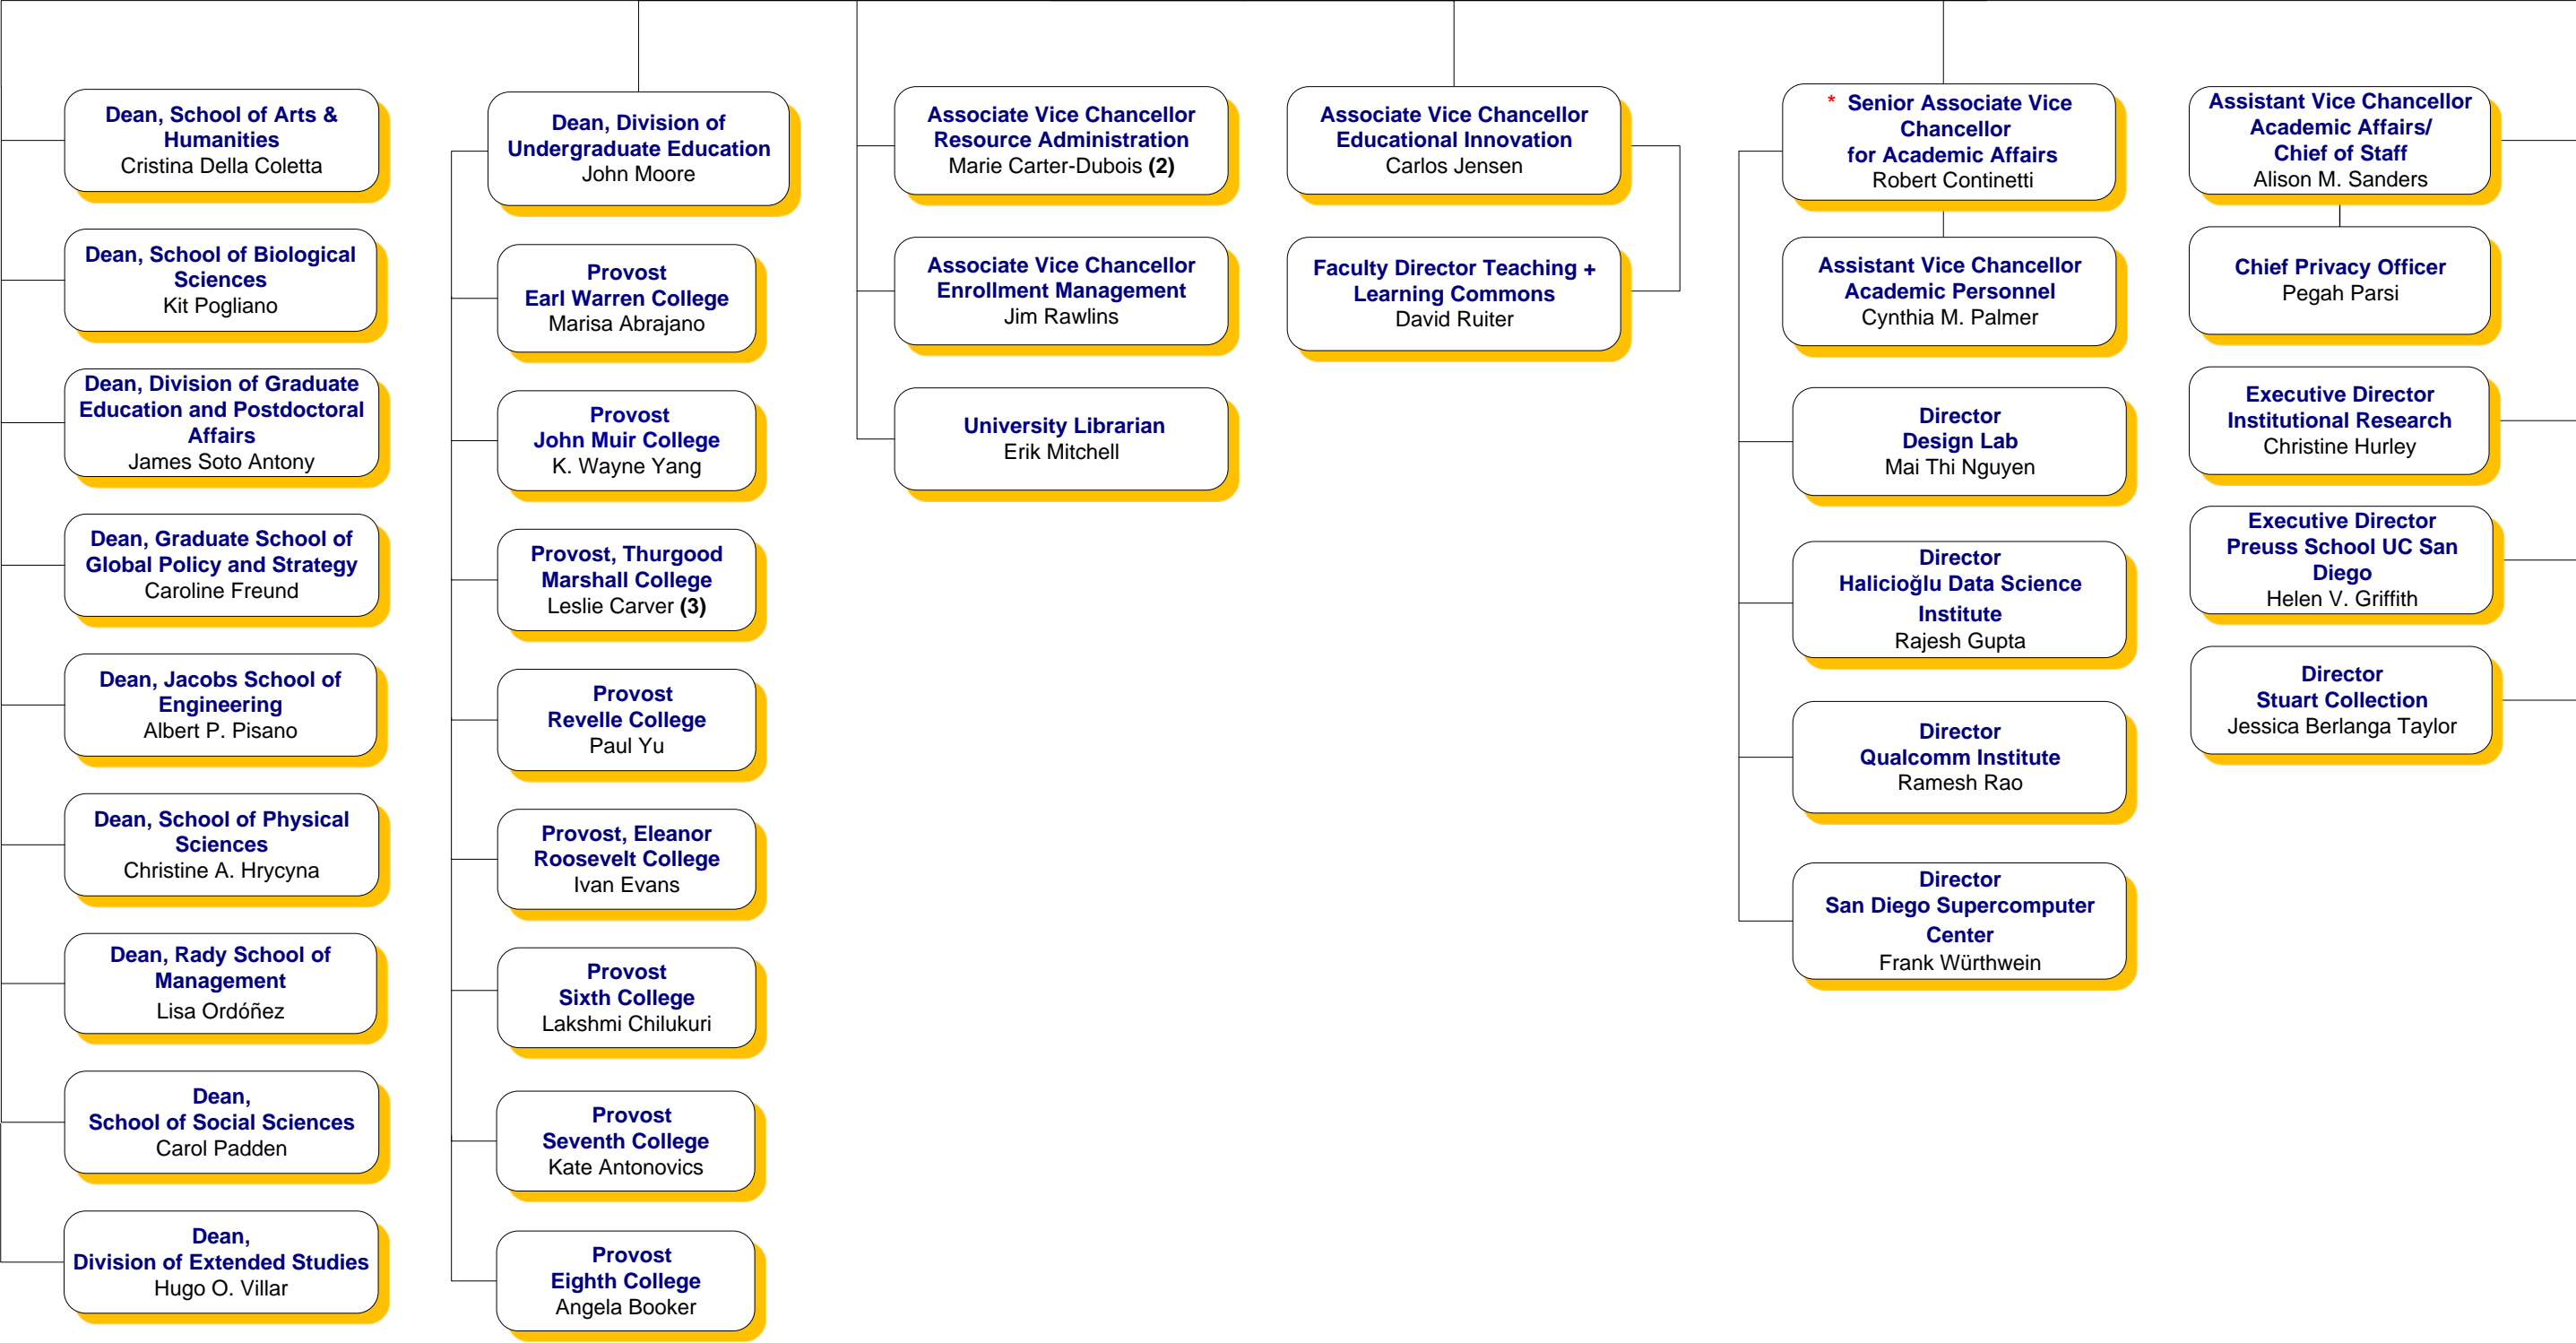 Dean, School of Arts &
Humanities
Cristina Della Coletta
Dean, School of Biological
Sciences
Kit Pogliano
Dean, Division of Graduate
Education and Postdoctoral
Affairs
James Soto Antony
Dean, Graduate School of
Global Policy and Strategy
Caroline Freund
Dean, Jacobs School of
Engineering
Albert P. Pisano
Dean, School of Physical
Sciences
Christine A. Hrycyna
Dean, Rady School of
Management
Lisa Ordóñez
Dean,
School of Social Sciences
Carol Padden
Dean,
Division of Extended Studies
Hugo O. Villar
Dean, Division of
Undergraduate Education
John Moore
Provost
Earl Warren College
Marisa Abrajano
Provost
John Muir College
K. Wayne Yang
Provost, Thurgood
Marshall College
Leslie Carver (3)
Provost
Revelle College
Paul Yu
Provost, Eleanor
Roosevelt College
Ivan Evans
Provost
Sixth College
Lakshmi Chilukuri
Provost
Seventh College
Kate Antonovics
Provost
Eighth College
Angela Booker
Associate Vice Chancellor
Resource Administration
Marie Carter-Dubois (2)
Associate Vice Chancellor
Enrollment Management
Jim Rawlins
University Librarian
Erik Mitchell
Associate Vice Chancellor
Educational Innovation
Carlos Jensen
Faculty Director Teaching +
Learning Commons
David Ruiter
* Senior Associate Vice
Chancellor
for Academic Affairs
Robert Continetti
Assistant Vice Chancellor
Academic Personnel
Cynthia M. Palmer
Director
Design Lab
Mai Thi Nguyen
Director
Halicioğlu Data Science
Institute
Rajesh Gupta
Director
Qualcomm Institute
Ramesh Rao
Director
San Diego Supercomputer
Center
Frank Würthwein
Assistant Vice Chancellor
Academic Affairs/
Chief of Staff
Alison M. Sanders
Chief Privacy Officer
Pegah Parsi
Executive Director
Institutional Research
Christine Hurley
Executive Director
Preuss School UC San
Diego
Helen V. Griffith
Director
Stuart Collection
Jessica Berlanga Taylor